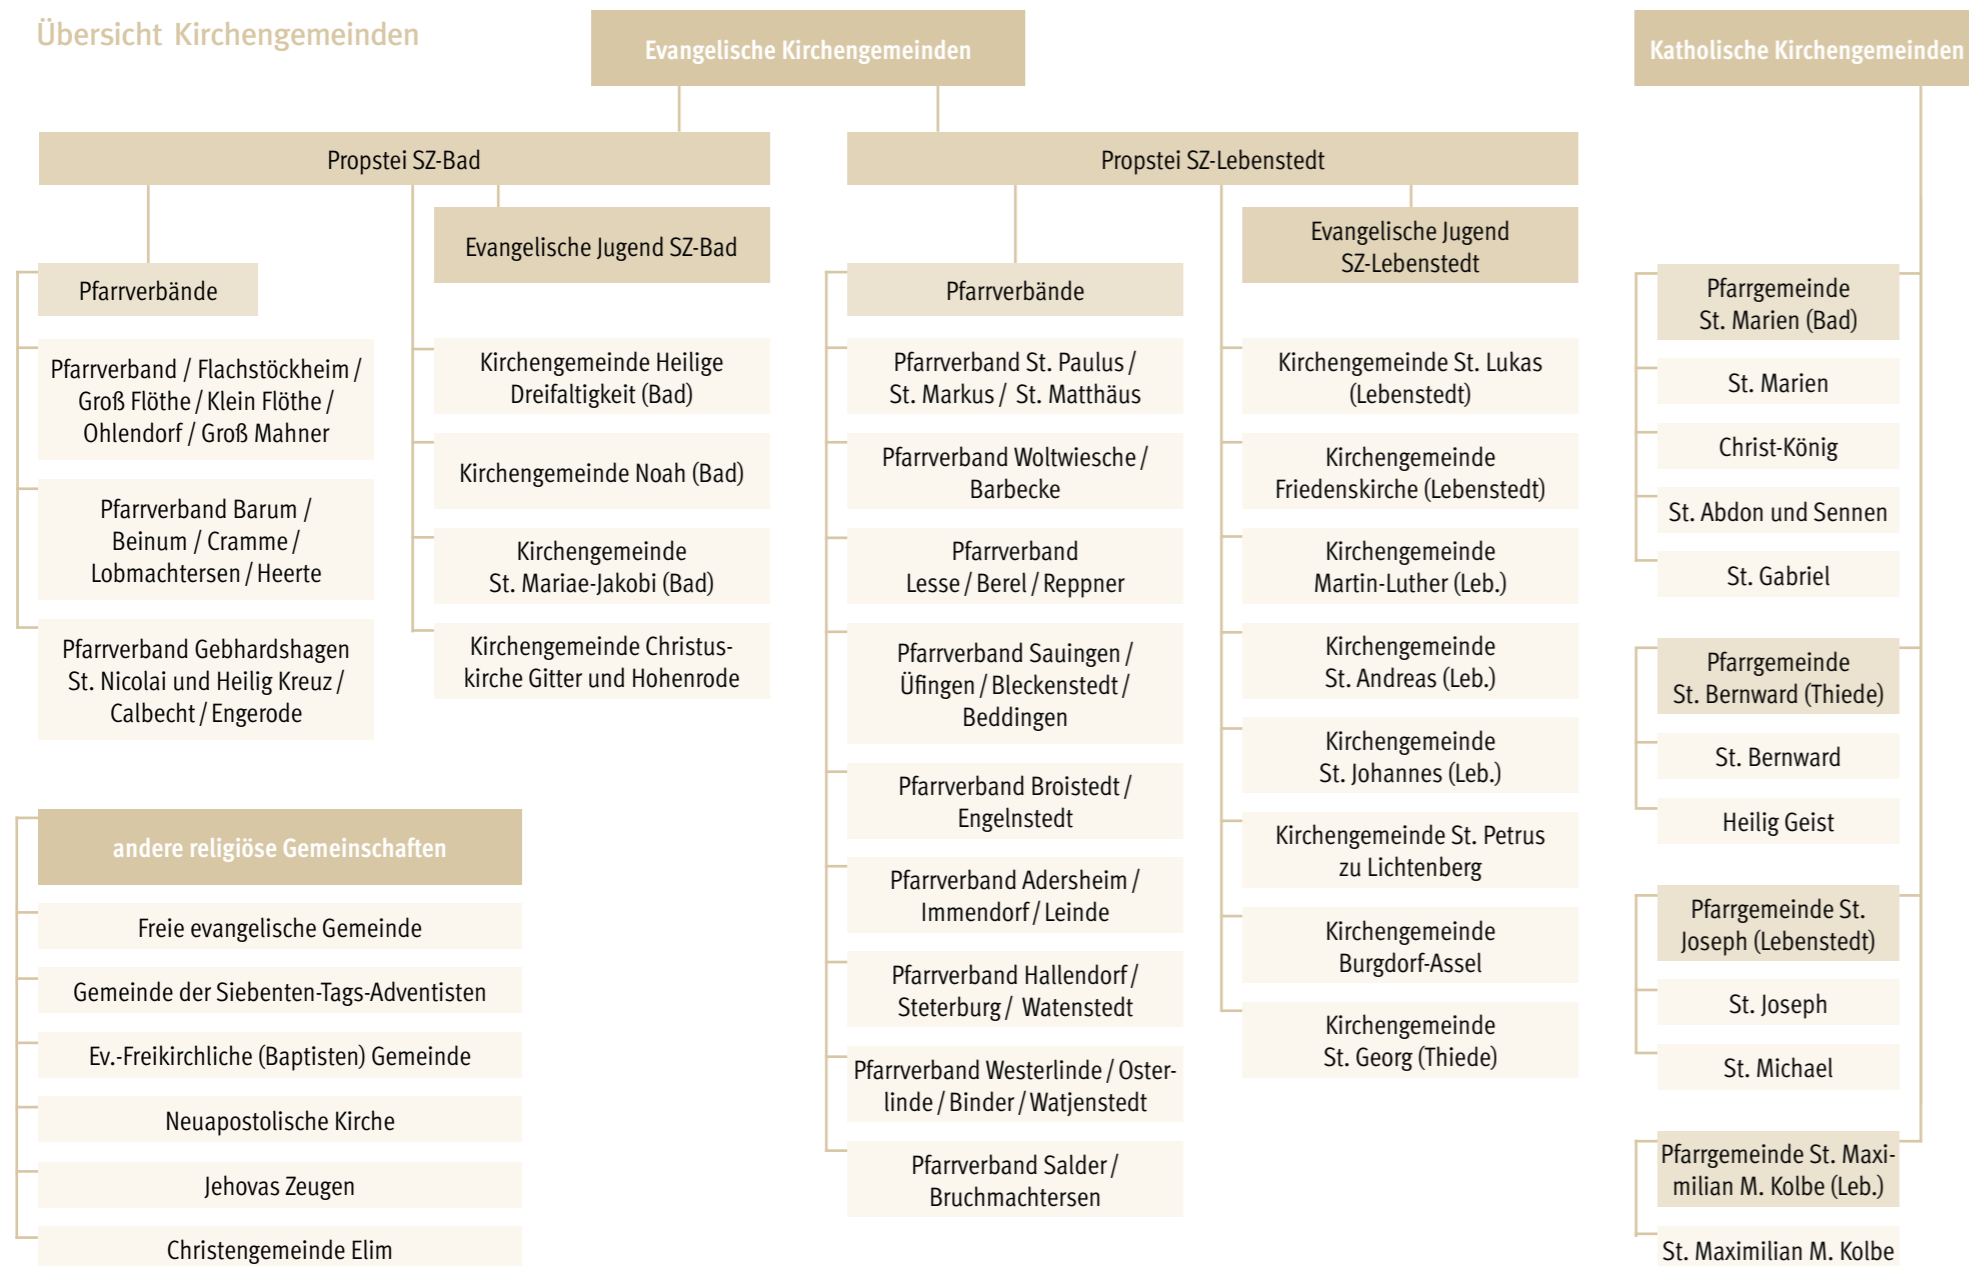 Übersicht Kirchengemeinden
Evangelische Kirchengemeinden
Propstei SZ-Bad
Pfarrverbände
Pfarrverband / Flachstöckheim /
Groß Flöthe / Klein Flöthe /
Ohlendorf / Groß Mahner
Pfarrverband Barum /
Beinum / Cramme /
Lobmachtersen / Heerte
Pfarrverband Gebhardshagen
St. Nicolai und Heilig Kreuz /
Calbecht / Engerode
Evangelische Jugend SZ-Bad
Kirchengemeinde Heilige
Dreifaltigkeit (Bad)
Kirchengemeinde Noah (Bad)
Kirchengemeinde
St. Mariae-Jakobi (Bad)
Kirchengemeinde Christus-
kirche Gitter und Hohenrode
Propstei SZ-Lebenstedt
Pfarrverbände
Pfarrverband St. Paulus /
St. Markus / St. Matthäus
Pfarrverband Woltwiesche /
Barbecke
Pfarrverband
Lesse / Berel / Reppner
Pfarrverband Sauingen /
Üfingen / Bleckenstedt /
Beddingen
Pfarrverband Broistedt /
Engelnstedt
Pfarrverband Adersheim /
Immendorf / Leinde
Pfarrverband Hallendorf /
Steterburg / Watenstedt
Pfarrverband Westerlinde / Oster-
linde / Binder / Watjenstedt
Pfarrverband Salder /
Bruchmachtersen
Evangelische Jugend
SZ-Lebenstedt
Kirchengemeinde St. Lukas
(Lebenstedt)
Kirchengemeinde
Friedenskirche (Lebenstedt)
Kirchengemeinde
Martin-Luther (Leb.)
Kirchengemeinde
St. Andreas (Leb.)
Kirchengemeinde
St. Johannes (Leb.)
Kirchengemeinde St. Petrus
zu Lichtenberg
Kirchengemeinde
Burgdorf-Assel
Kirchengemeinde
St. Georg (Thiede)
Katholische Kirchengemeinden
Pfarrgemeinde
St. Marien (Bad)
St. Marien
Christ-König
St. Abdon und Sennen
St. Gabriel
Pfarrgemeinde
St. Bernward (Thiede)
St. Bernward
Heilig Geist
Pfarrgemeinde St.
Joseph (Lebenstedt)
St. Joseph
St. Michael
Pfarrgemeinde St. Maxi-
milian M. Kolbe (Leb.)
St. Maximilian M. Kolbe
andere religiöse Gemeinschaften
Freie evangelische Gemeinde
Gemeinde der Siebenten-Tags-Adventisten
Ev.-Freikirchliche (Baptisten) Gemeinde
Neuapostolische Kirche
Jehovas Zeugen
Christengemeinde Elim